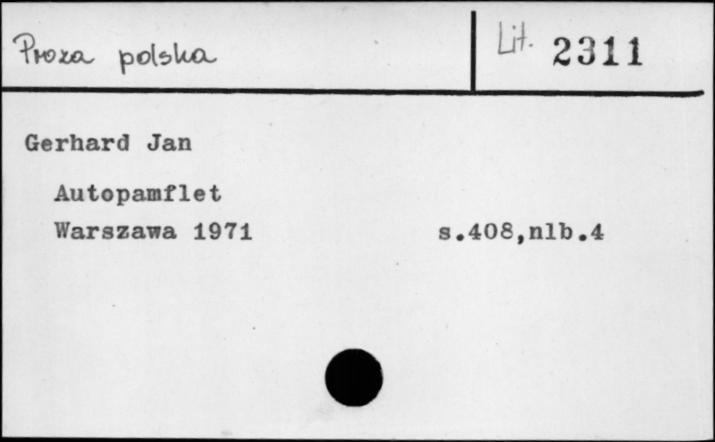 Proza polska
Lit. 2311
Gerhard Jan
Autopamflet
Warszawa 1971 s.408,nlb.4